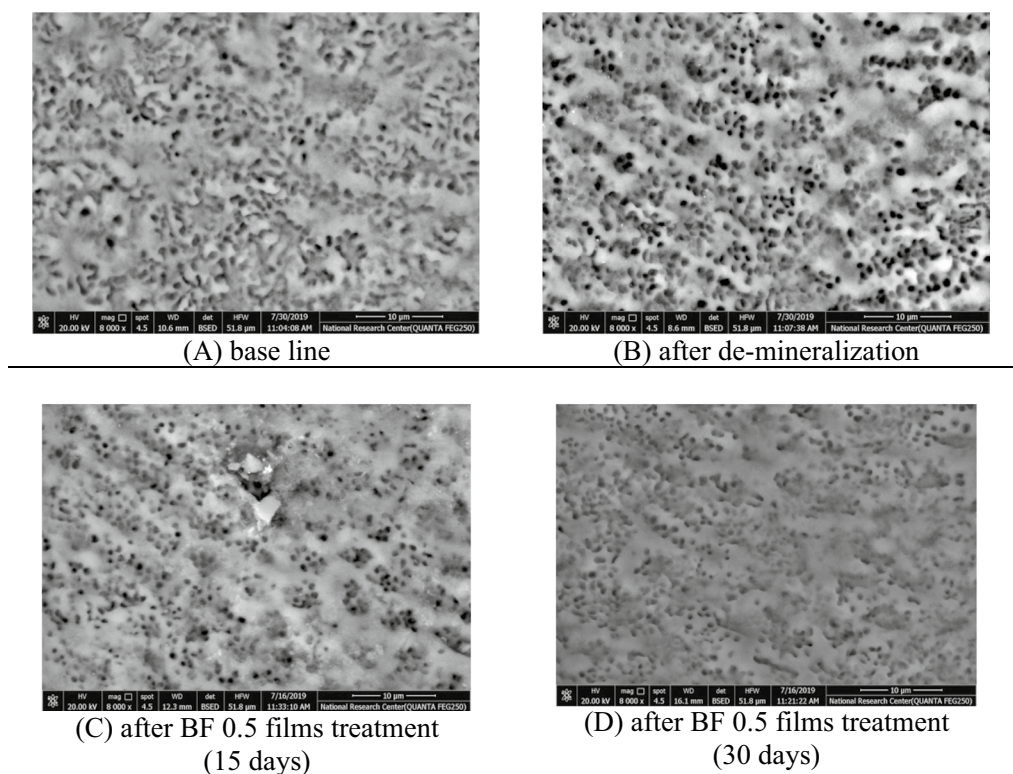 HV mag □ spot WD det HFW 7/30/2019 10 μm
20.00 kV 8 000 x 4.5 10.6 mm BSED 51.8 μm 11:04:08 AM National Research Center(QUANTA FEG250)
(A) base line
HV mag □ spot WD det HFW 7/30/2019 10 μm
20.00 kV 8 000 x 4.5 8.6 mm BSED 51.8 μm 11:07:38 AM National Research Center(QUANTA FEG250)
(B) after de-mineralization
HV mag □ spot WD det HFW 7/16/2019 10 μm
20.00 kV 8 000 x 4.5 12.3 mm BSED 51.8 μm 11:33:10 AM National Research Center(QUANTA FEG250)
(C) after BF 0.5 films treatment
(15 days)
HV mag □ spot WD det HFW 7/16/2019 10 μm
20.00 kV 8 000 x 4.5 16.1 mm BSED 51.8 μm 11:21:22 AM National Research Center(QUANTA FEG250)
(D) after BF 0.5 films treatment
(30 days)